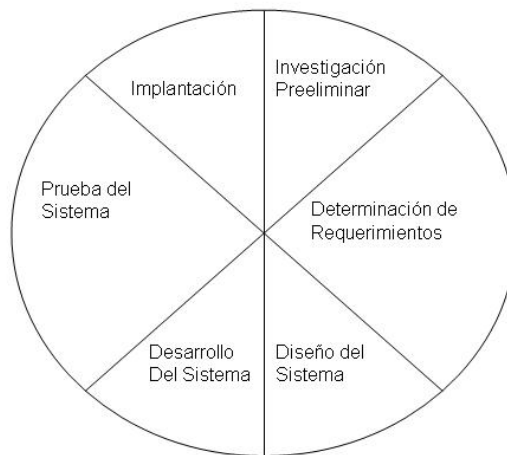 Implantación
Investigación
Preeliminar
Prueba del
Sistema
Determinación de
Requerimientos
Desarrollo
Del Sistema
Diseño del
Sistema